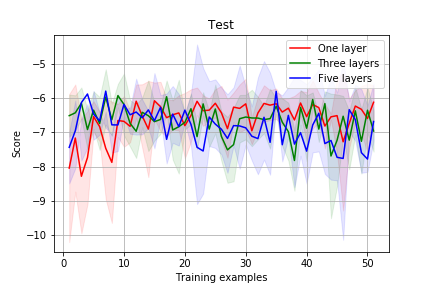 Test
One layer
Three layers
Five layers
−5
−6
−7
−8
−9
−10
Score
0
10
20
30
40
50
Training examples